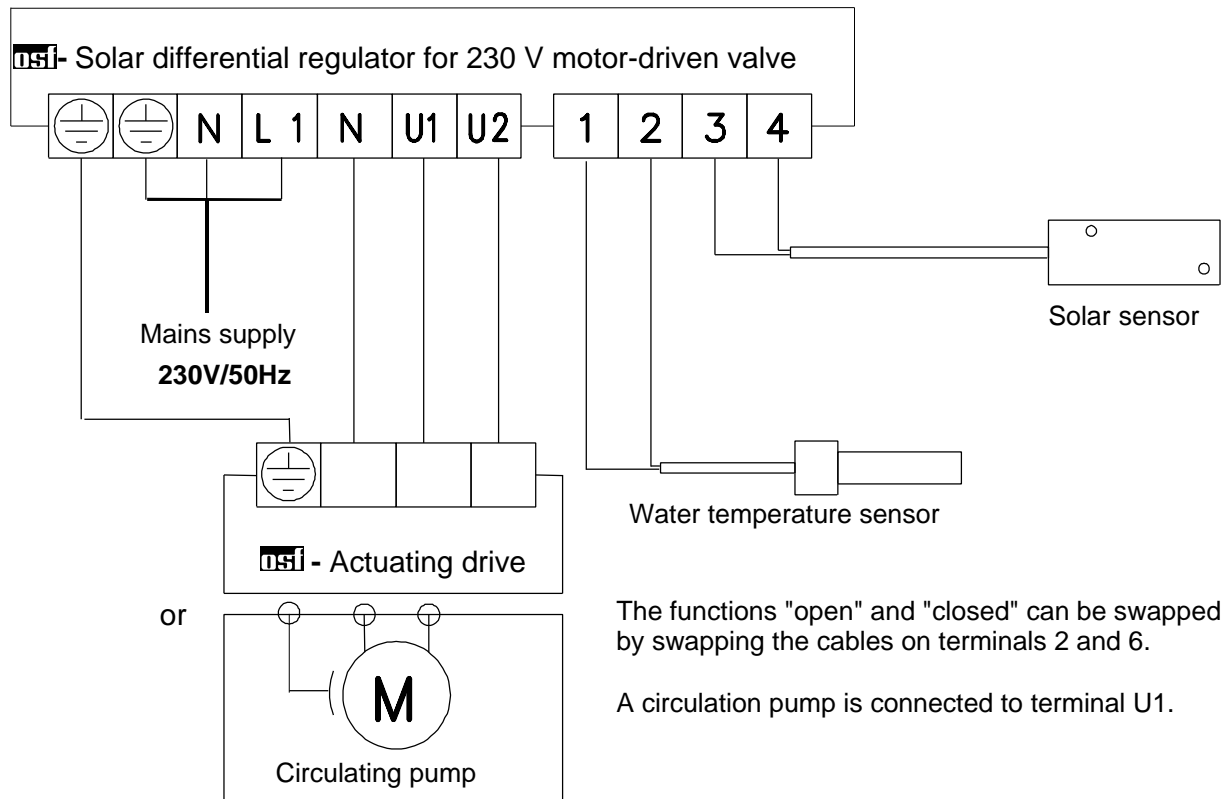 osf- Solar differential regulator for 230 V motor-driven valve
N L 1 N U1 U2 1 2 3 4
Solar sensor
Mains supply
230V/50Hz
Water temperature sensor
osf - Actuating drive
or
The functions "open" and "closed" can be swapped
by swapping the cables on terminals 2 and 6.
A circulation pump is connected to terminal U1.
M
Circulating pump